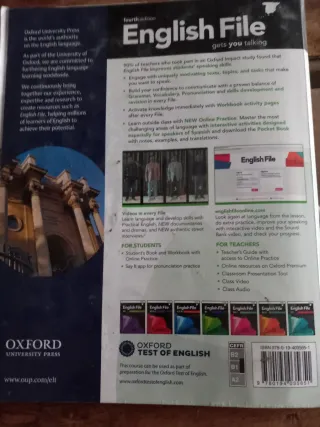 Oxford University Press
is the world's authority
on the English language.
As part of the University of
Oxford, we are committed to
furthering English language
learning worldwide.
We continuously bring
together our experience,
expertise and research to
create resources such as
English File, helping millions
of learners of English to
achieve their potential.
OXFORD
UNIVERSITY PRESS
www.oup.com/elt
fourth edition
English File
gets you talking
of teachers who took part in an Oxford Impact study found that
English File improves students' speaking skills.
Engage with uniquely motivating texts, topics, and tasks that make
you want to speak.
Build your confidence to communicate with a proven balance of
Grammar, Vocabulary, Pronunciation and skills development and
revision in every File.
Activate knowledge immediately with Workbook activity pages
after every File.
Learn outside class with NEW Online Practice. Master the most
challenging areas of language with interactive activities designed
especially for speakers of Spanish and download the Pocket Book
with rules, examples, and translations.
English File
Videos in every File
Learn language and develop skills with
Practical English, NEW documentaries
and dramas, and NEW authentic street
interviews
englishfileonline.com
Look again at language from the lesson,
do extra practice, improve your speaking
with interactive video and the Sound
Bank video, and check your progress.
FOR STUDENTS
Student's Book and Workbook with
Online Practice
Say It app for pronunciation practice
FOR TEACHERS
Teacher's Guide with
access to Online Practice
Online resources on Oxford Premium
Classroom Presentation Tool
Class Video
Class Audio
OXFORD
TEST OF ENGLISH
This course can be used as part of
preparation for the Oxford Test of English.
www.oxfordtestofenglish.com
CEFR
B2
B1
A2